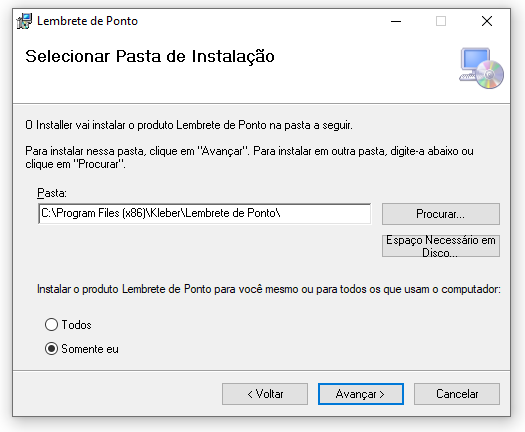 Lembrete de Ponto
Selecionar Pasta de Instalação
O Installer vai instalar o produto Lembrete de Ponto na pasta a seguir.
Para instalar nessa pasta, clique em "Avançar". Para instalar em outra pasta, digite-a abaixo ou
clique em "Procurar".
Pasta:
C:\Program Files (x86)\Kleber\Lembrete de Ponto\
Procurar...
Espaço Necessário em
Disco...
Instalar o produto Lembrete de Ponto para você mesmo ou para todos os que usam o computador:
Todos
Somente eu
< Voltar
Avançar >
Cancelar